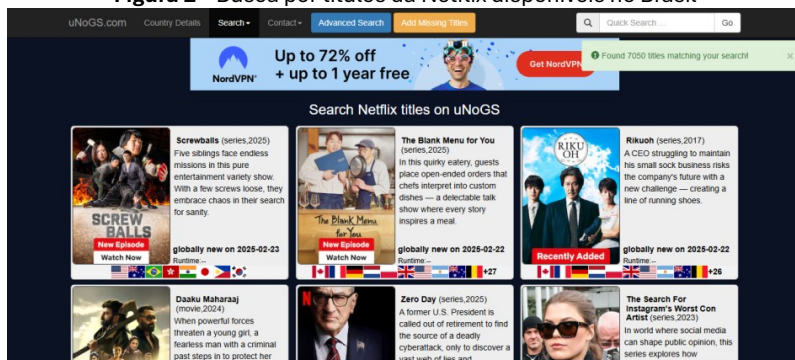 Figura 2 - Busca por títulos da Netflix disponíveis no Brasil
uNoGS.com Country Details Search Contact Advanced Search Add Missing Titles Quick Search... Go
NordVPN®
Up to 72% off
+ up to 1 year free
Get NordVPN
Found 7050 titles matching your search!
×
Search Netflix titles on uNoGS
SCREW
BALLS
New Episode
Watch Now
Screwballs (series,2025)
Five siblings face endless
missions in this pure
entertainment variety show.
With a few screws loose, they
embrace chaos in their search
for sanity.
globally new on 2025-02-23
Runtime:--
The Blank Menu
for You
New Episode
Watch Now
The Blank Menu for You
(series,2025)
In this quirky eatery, guests
place open-ended orders that
chefs interpret into custom
dishes — a delectable talk
show where every story
inspires a meal.
globally new on 2025-02-22
Runtime:--
+27
RIKU
OH
Recently Added
Rikuoh (series,2017)
A CEO struggling to maintain
his small sock business risks
the company's future with a
new challenge — creating a
line of running shoes.
globally new on 2025-02-22
Runtime:--
+26
Daaku Maharaaj
(movie,2024)
When powerful forces
threaten a young girl, a
fearless man with a criminal
past steps in to protect her
N
Zero Day (series,2025)
A former U.S. President is
called out of retirement to find
the source of a deadly
cyberattack, only to discover a
vast web of lies and
The Search For
Instagram's Worst Con
Artist (series,2023)
In world where social media
can shape public opinion, this
series explores how